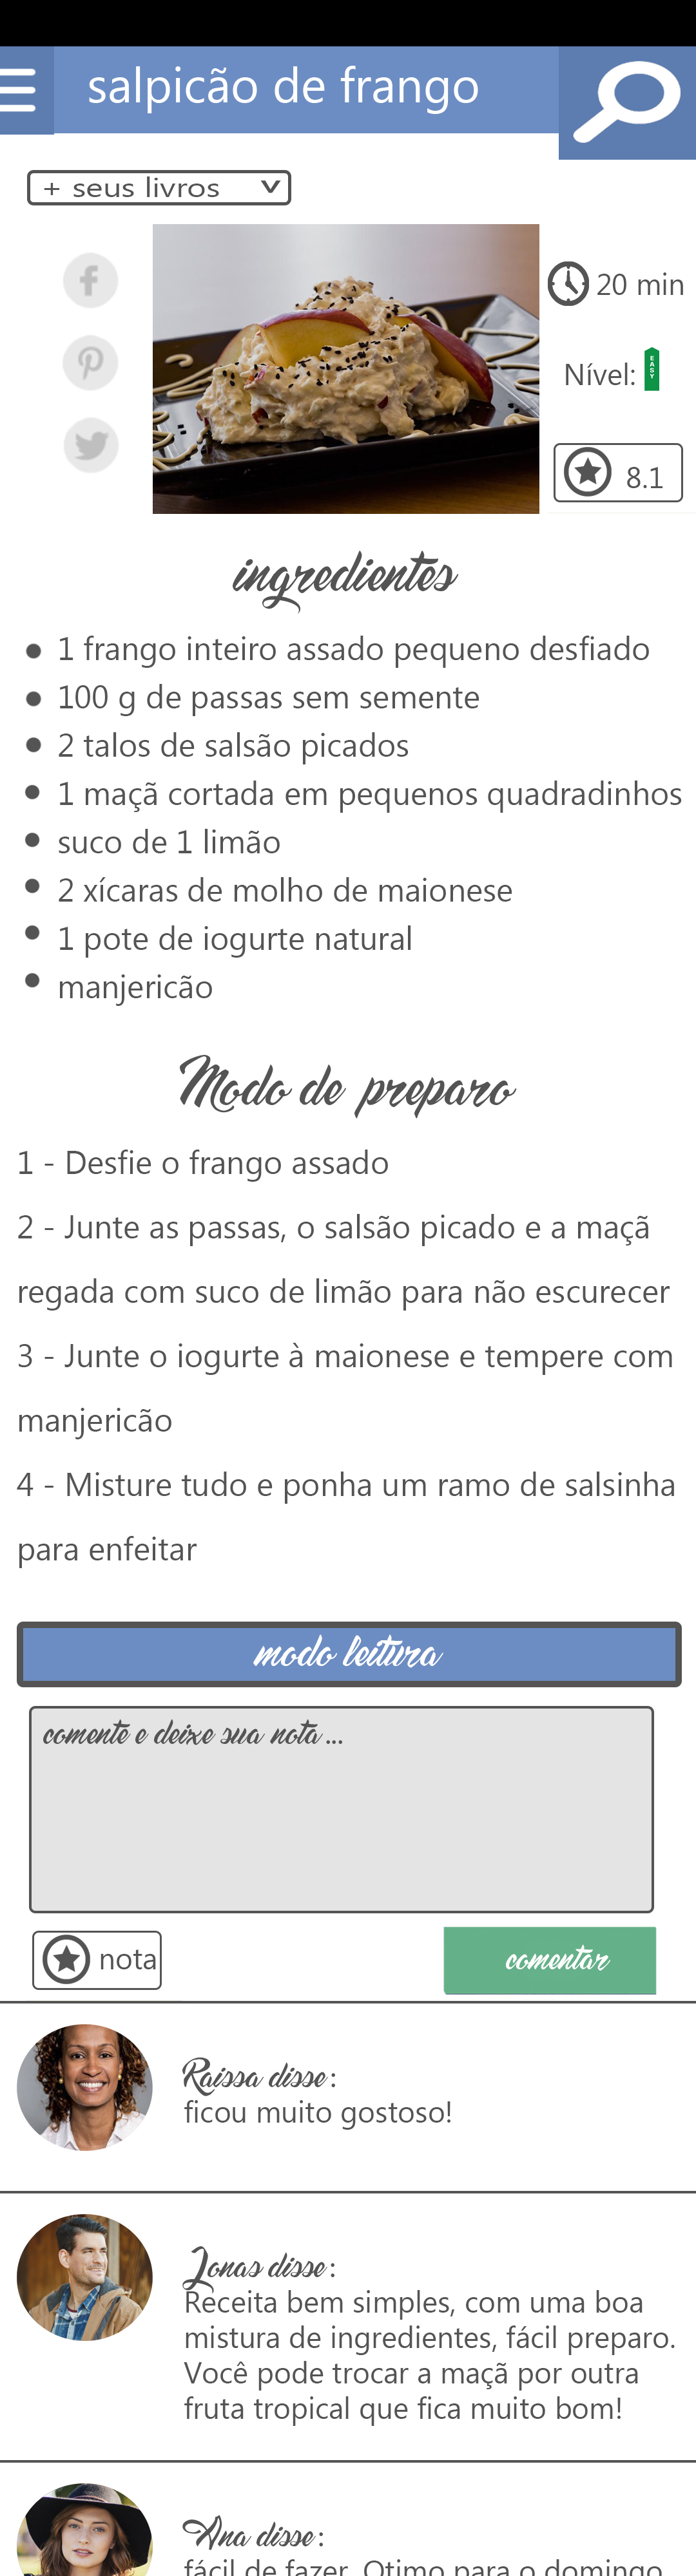 salpicão de frango
+ seus livros
20 min
Nível: EASY
8.1
ingredientes
1 frango inteiro assado pequeno desfiado
100 g de passas sem semente
2 talos de salsão picados
1 maçã cortada em pequenos quadradinhos
suco de 1 limão
2 xícaras de molho de maionese
1 pote de iogurte natural
manjericão
Modo de preparo
1 - Desfie o frango assado
2 - Junte as passas, o salsão picado e a maçã
regada com suco de limão para não escurecer
3 - Junte o iogurte à maionese e tempere com
manjericão
4 - Misture tudo e ponha um ramo de salsinha
para enfeitar
modo leitura
comente e deixe sua nota ...
nota
comentar
Raissa disse:
ficou muito gostoso!
Jonas disse:
Receita bem simples, com uma boa
mistura de ingredientes, fácil preparo.
Você pode trocar a maçã por outra
fruta tropical que fica muito bom!
Ana disse:
fácil de fazer. Otimo para o domingo